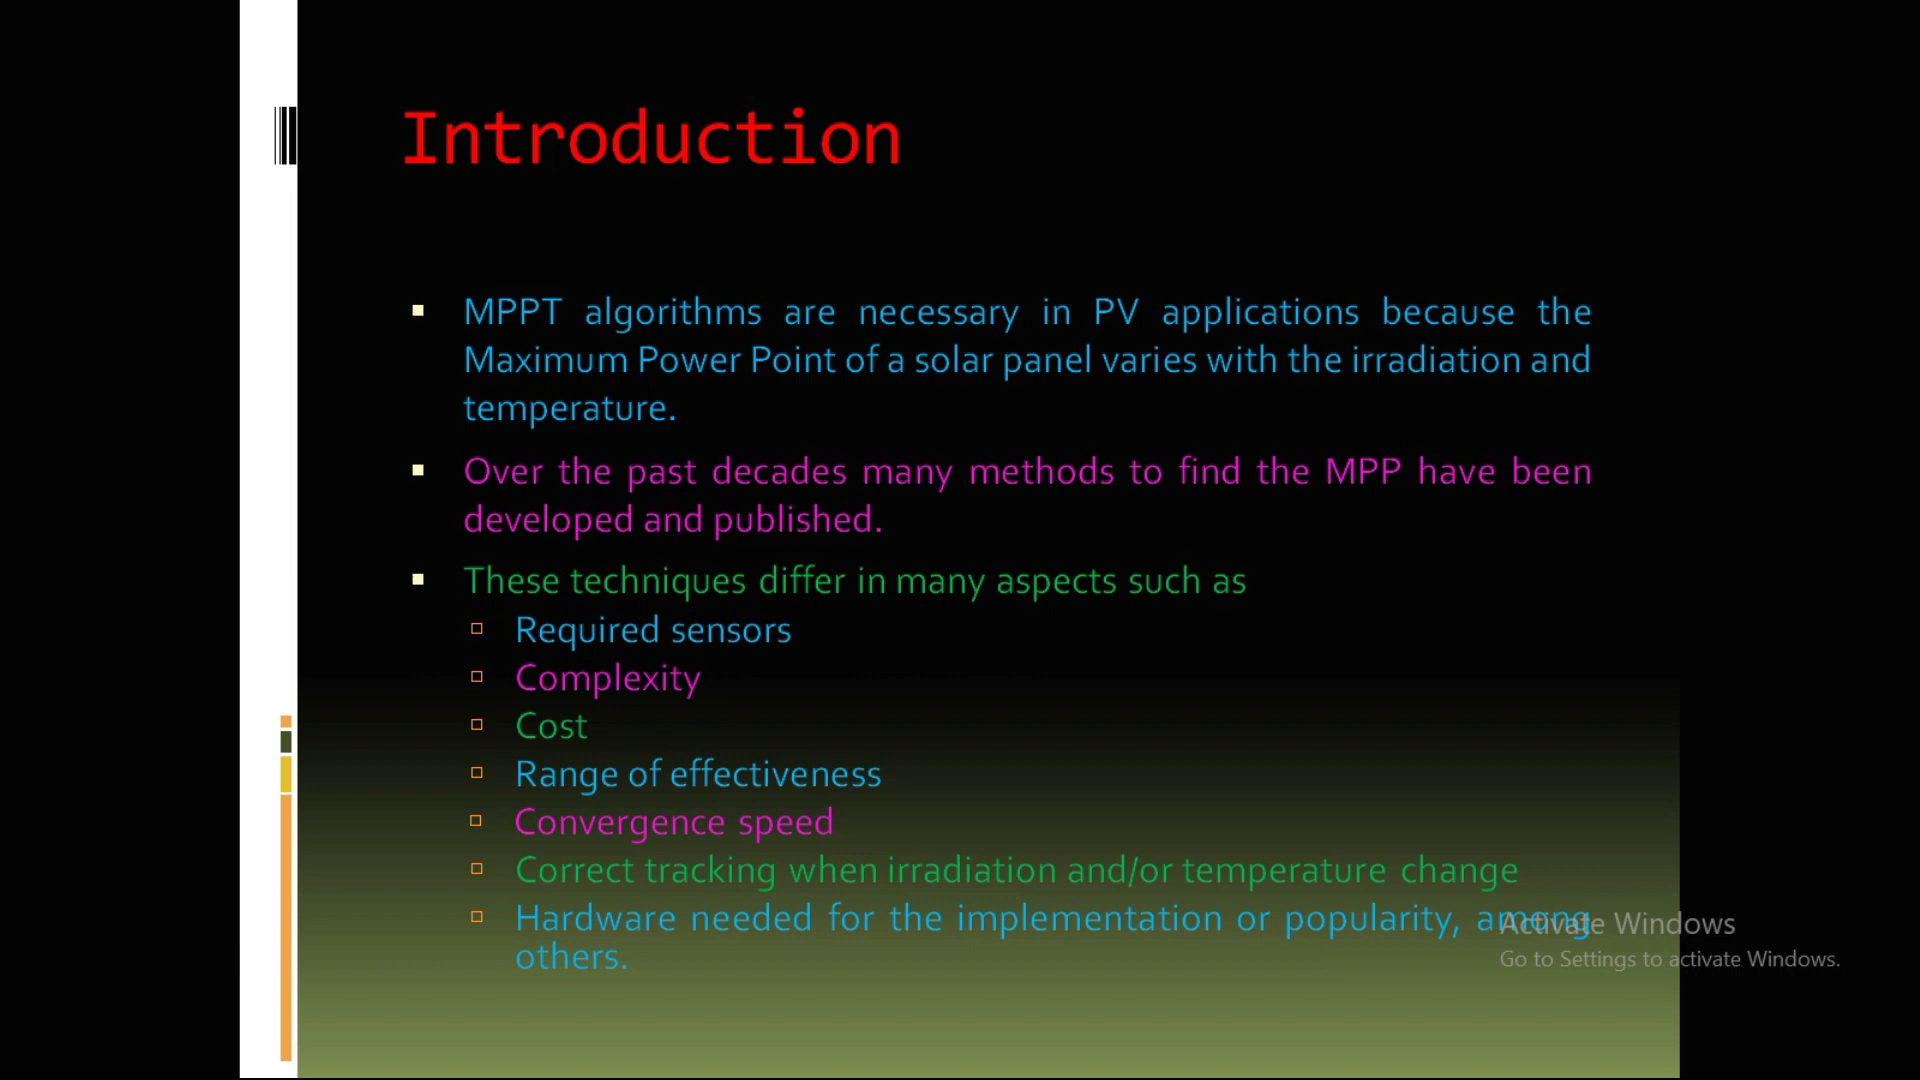 Introduction
MPPT algorithms are necessary in PV applications because the
Maximum Power Point of a solar panel varies with the irradiation and
temperature.
Over the past decades many methods to find the MPP have been
developed and published.
These techniques differ in many aspects such as
Required sensors
Complexity
Cost
Range of effectiveness
Convergence speed
Correct tracking when irradiation and/or temperature change
Hardware needed for the implementation or popularity, among
others.
Activate Windows
Go to Settings to activate Windows.